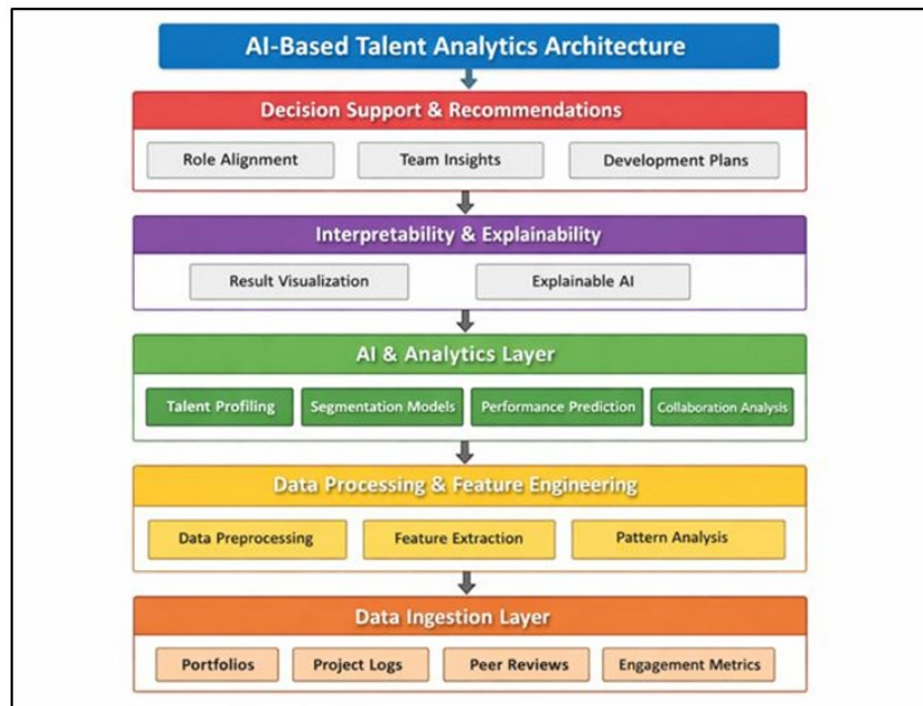 AI-Based Talent Analytics Architecture
Decision Support & Recommendations
Role Alignment
Team Insights
Development Plans
Interpretability & Explainability
Result Visualization
Explainable AI
AI & Analytics Layer
Talent Profiling
Segmentation Models
Performance Prediction
Collaboration Analysis
Data Processing & Feature Engineering
Data Preprocessing
Feature Extraction
Pattern Analysis
Data Ingestion Layer
Portfolios
Project Logs
Peer Reviews
Engagement Metrics